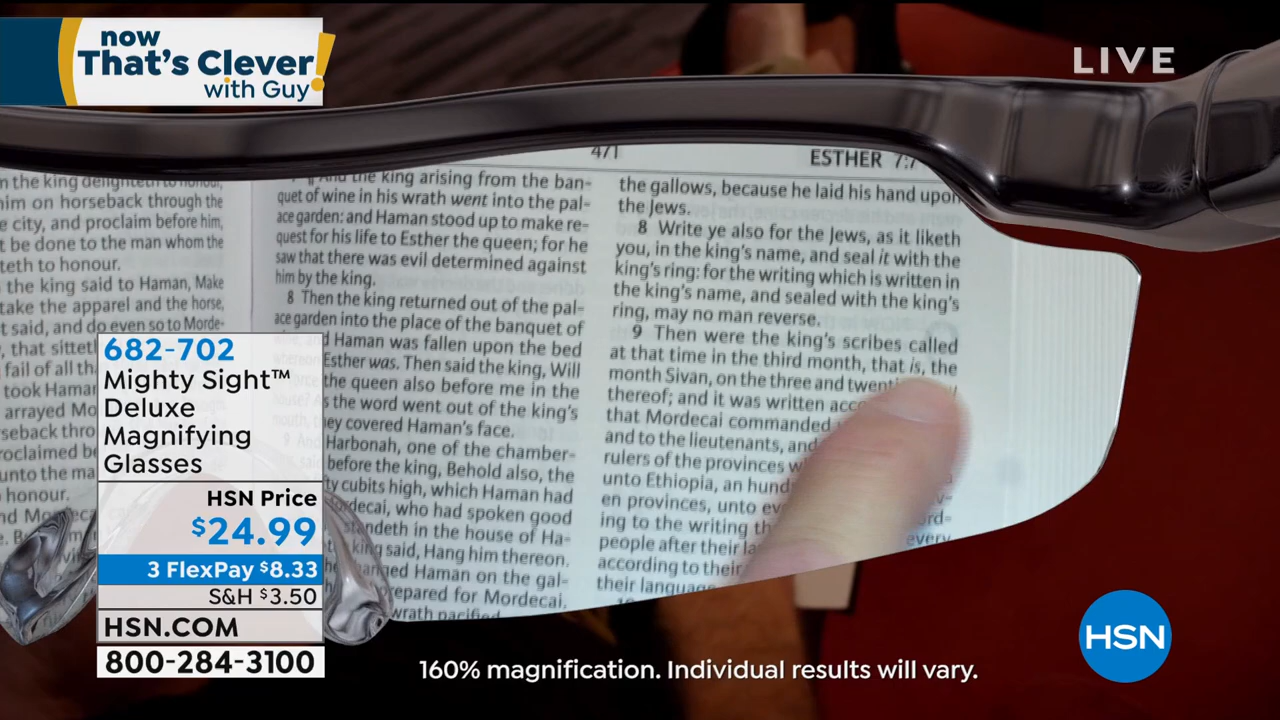 now
That's Clever!
with Guy
LIVE
471
ESTHER 7:7
n the king delighteth to honour,
him on horseback through the
e city, and proclaim before him,
t be done to the man whom the
teth to honour.
the king said to Haman, Make
take the apparel and the horse,
t said, and do even so to Morde-
, that sitteth
fail of all th
took Haman
arrayed Mo
seback thro
roclaimed be
unto the ma
honour.
nd Mordeca
And the king arising from the ban-
quet of wine in his wrath went into the pal-
ace garden: and Haman stood up to make re-
quest for his life to Esther the queen; for he
saw that there was evil determined against
him by the king.
8 Then the king returned out of the pal-
ace garden into the place of the banquet of
wine, and Haman was fallen upon the bed
whereon Esther was. Then said the king, Will
the queen also before me in the
s the word went out of the king's
mouth, they covered Haman's face.
9 And Harbonah, one of the chamber-
before the king, Behold also, the
ty cubits high, which Haman had
rdecai, who had spoken good
standeth in the house of Ha-
king said, Hang him thereon.
hanged Haman on the gal-
repared for Mordecai.
wrath pacified.
the gallows, because he laid his hand upon
the Jews.
8 Write ye also for the Jews, as it liketh
you, in the king's name, and seal it with the
king's ring: for the writing which is written in
the king's name, and sealed with the king's
ring, may no man reverse.
9 Then were the king's scribes called
at that time in the third month, that is, the
month Sivan, on the three and twenti
thereof; and it was written acco
that Mordecai commanded
and to the lieutenants, and
rulers of the provinces w
unto Ethiopia, an hund
en provinces, unto ev
ing to the writing th
people after their la
every
according to their
their language
682-702
Mighty Sight™
Deluxe
Magnifying
Glasses
HSN Price
$24.99
3 FlexPay $8.33
S&H $3.50
HSN.COM
800-284-3100
160% magnification. Individual results will vary.
HSN